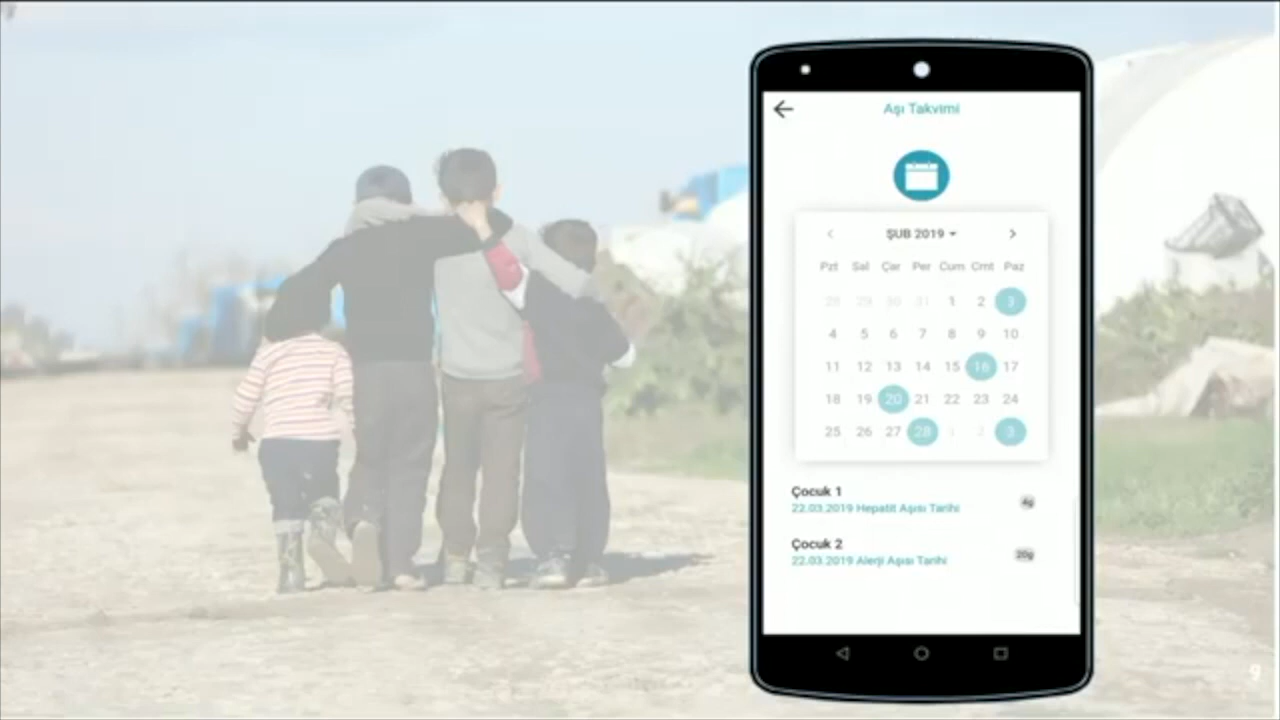 Aşı Takvimi
ŞUB 2019
Pzt Sal Çar Per Cum Cmt Paz
28 29 30 31 1 2 3
4 5 6 7 8 9 10
11 12 13 14 15 16 17
18 19 20 21 22 23 24
25 26 27 28 1 2 3
Çocuk 1
22.03.2019 Hepatit Aşısı Tarihi
4g
Çocuk 2
22.03.2019 Alerji Aşısı Tarihi
20g
9